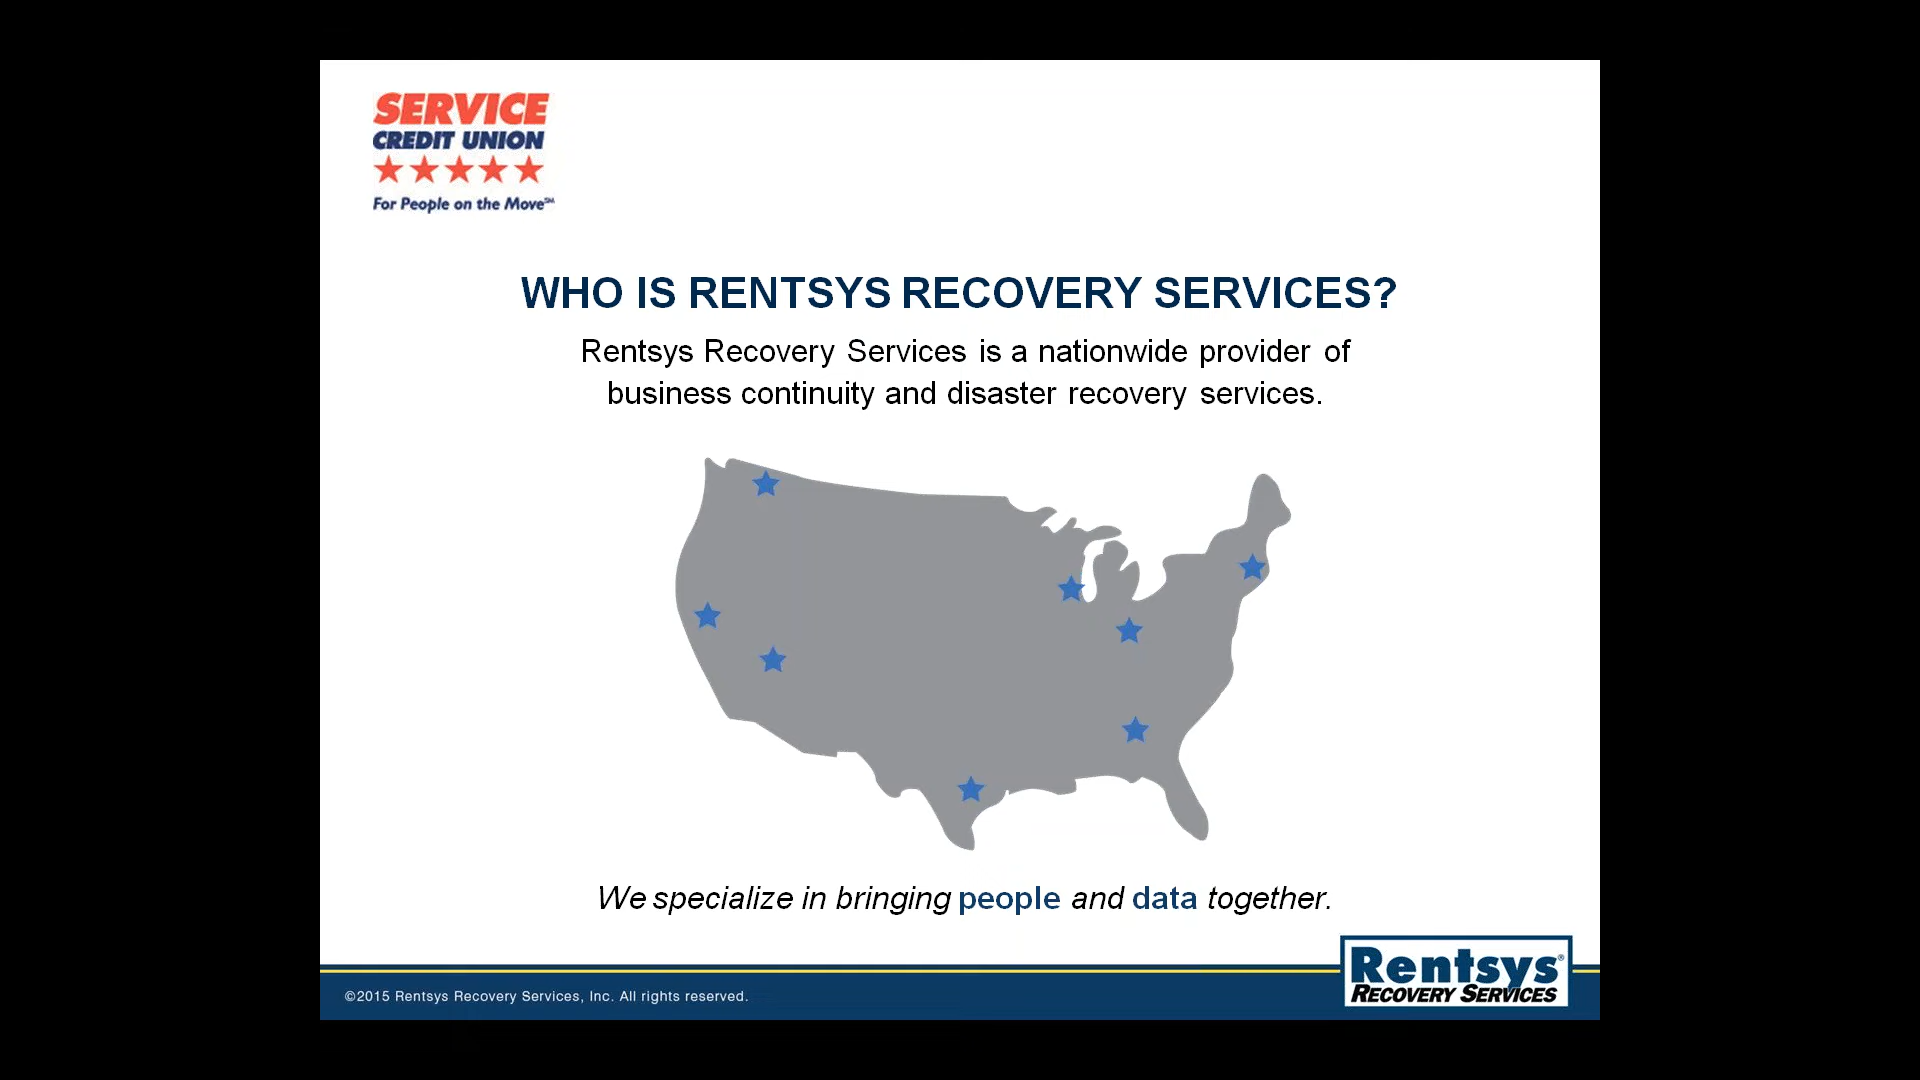 SERVICE
CREDIT UNION
For People on the Move℠
WHO IS RENTSYS RECOVERY SERVICES?
Rentsys Recovery Services is a nationwide provider of
business continuity and disaster recovery services.
We specialize in bringing people and data together.
©2015 Rentsys Recovery Services, Inc. All rights reserved.
Rentsys®
RECOVERY SERVICES